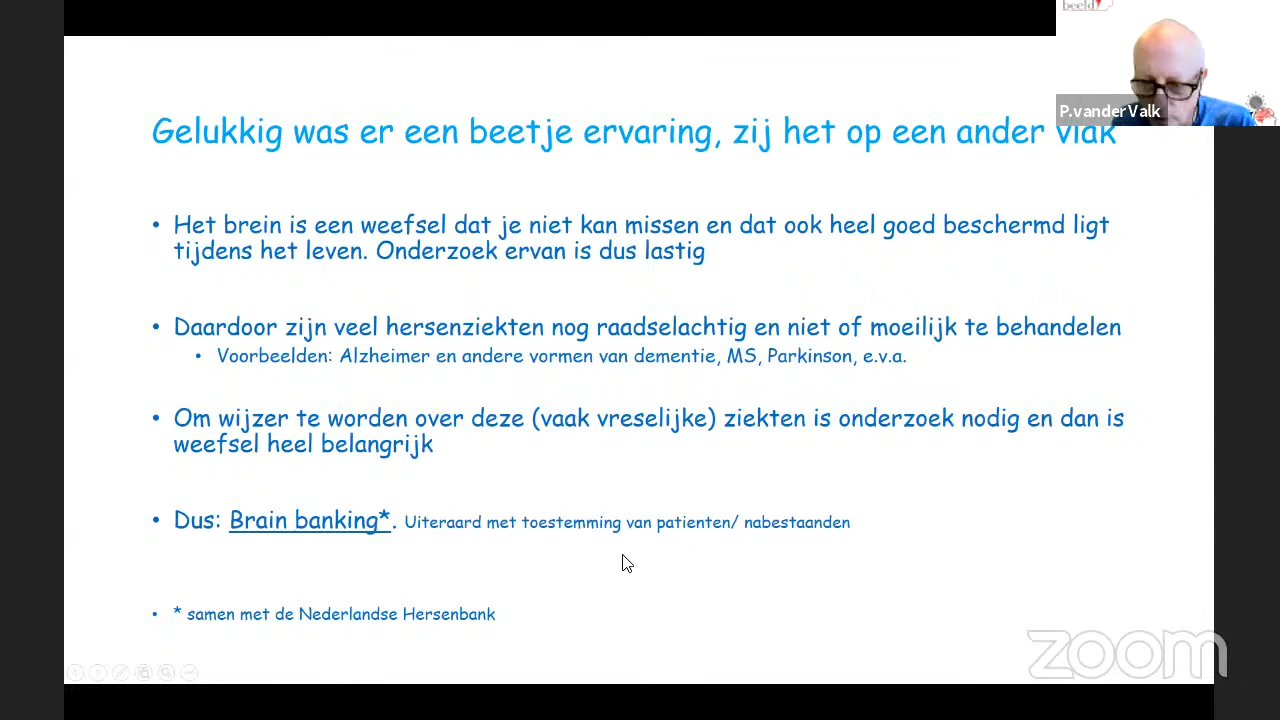 beeld
P.vanderValk
Gelukkig was er een beetje ervaring, zij het op een ander vlak
• Het brein is een weefsel dat je niet kan missen en dat ook heel goed beschermd ligt
tijdens het leven. Onderzoek ervan is dus lastig
• Daardoor zijn veel hersenziekten nog raadselachtig en niet of moeilijk te behandelen
• Voorbeelden: Alzheimer en andere vormen van dementie, MS, Parkinson, e.v.a.
• Om wijzer te worden over deze (vaak vreselijke) ziekten is onderzoek nodig en dan is
weefsel heel belangrijk
• Dus: Brain banking*. Uiteraard met toestemming van patienten/ nabestaanden
• * samen met de Nederlandse Hersenbank
zoom